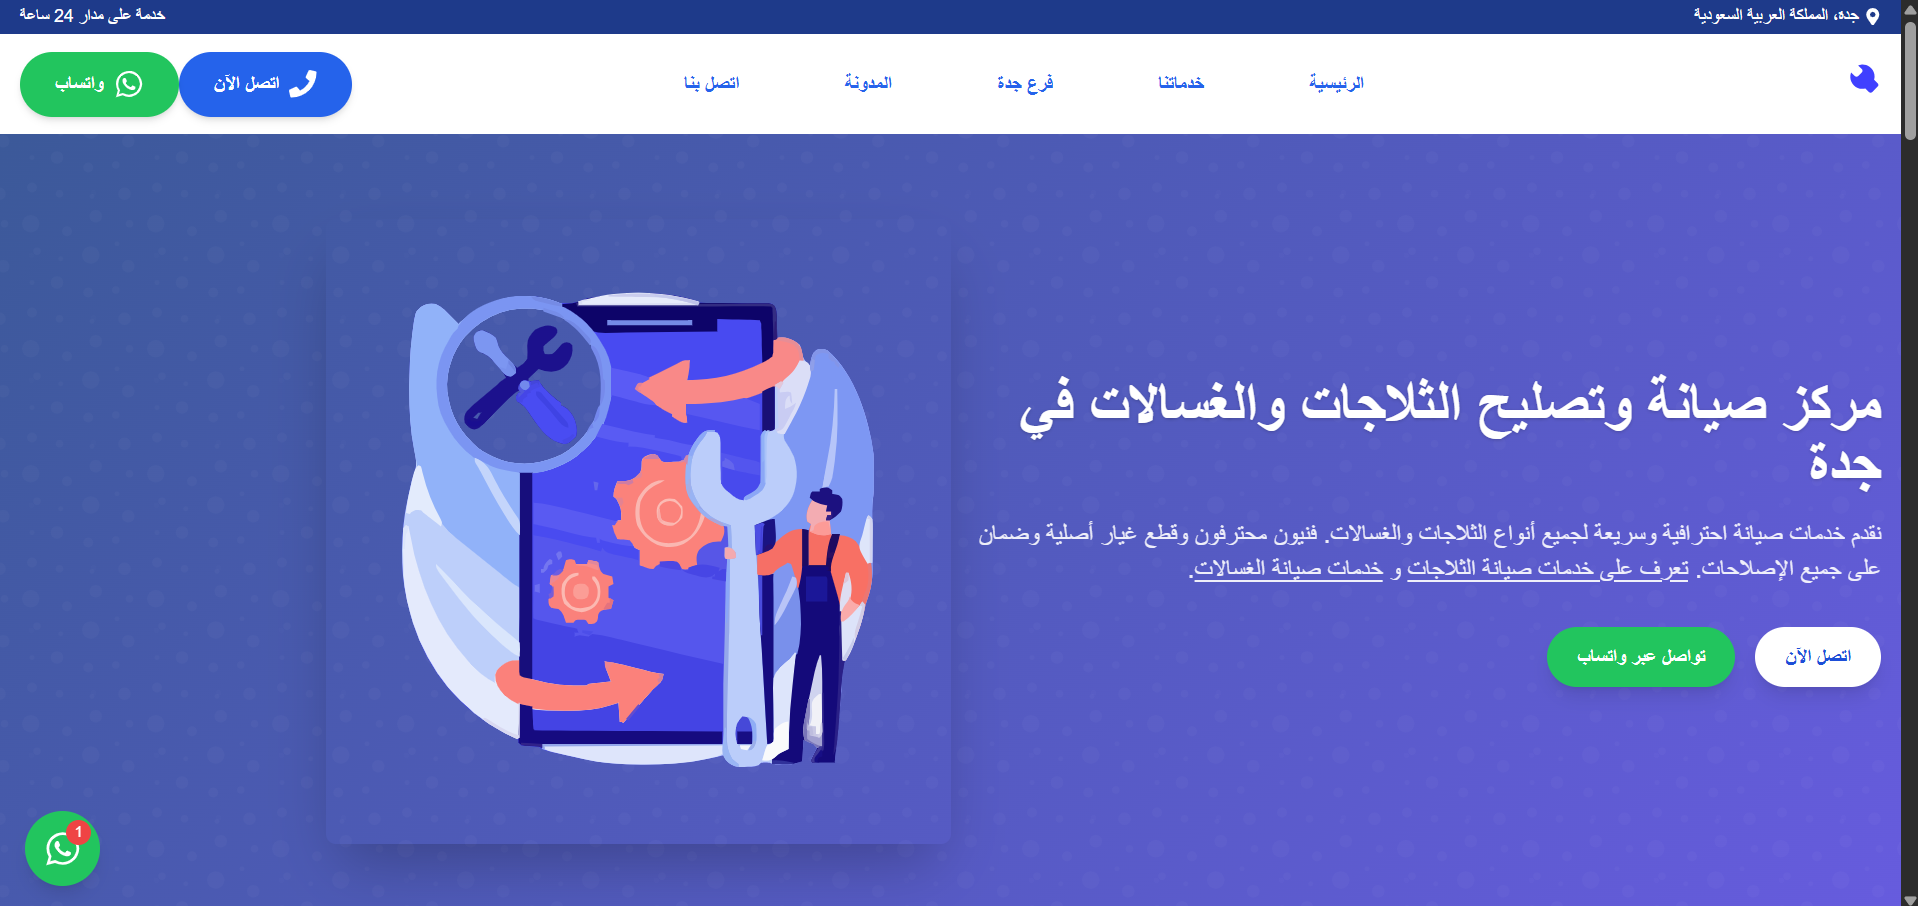 جدة، المملكة العربية السعودية
خدمة على مدار 24 ساعة
الرئيسية
خدماتنا
فرع جدة
المدونة
اتصل بنا
اتصل الآن
واتساب
مركز صيانة وتصليح الثلاجات والغسالات في
جدة
نقدم خدمات صيانة احترافية وسريعة لجميع أنواع الثلاجات والغسالات. فنيون محترفون وقطع غيار أصلية وضمان
على جميع الإصلاحات. تعرف على خدمات صيانة الثلاجات و خدمات صيانة الغسالات.
اتصل الآن
تواصل عبر واتساب
1